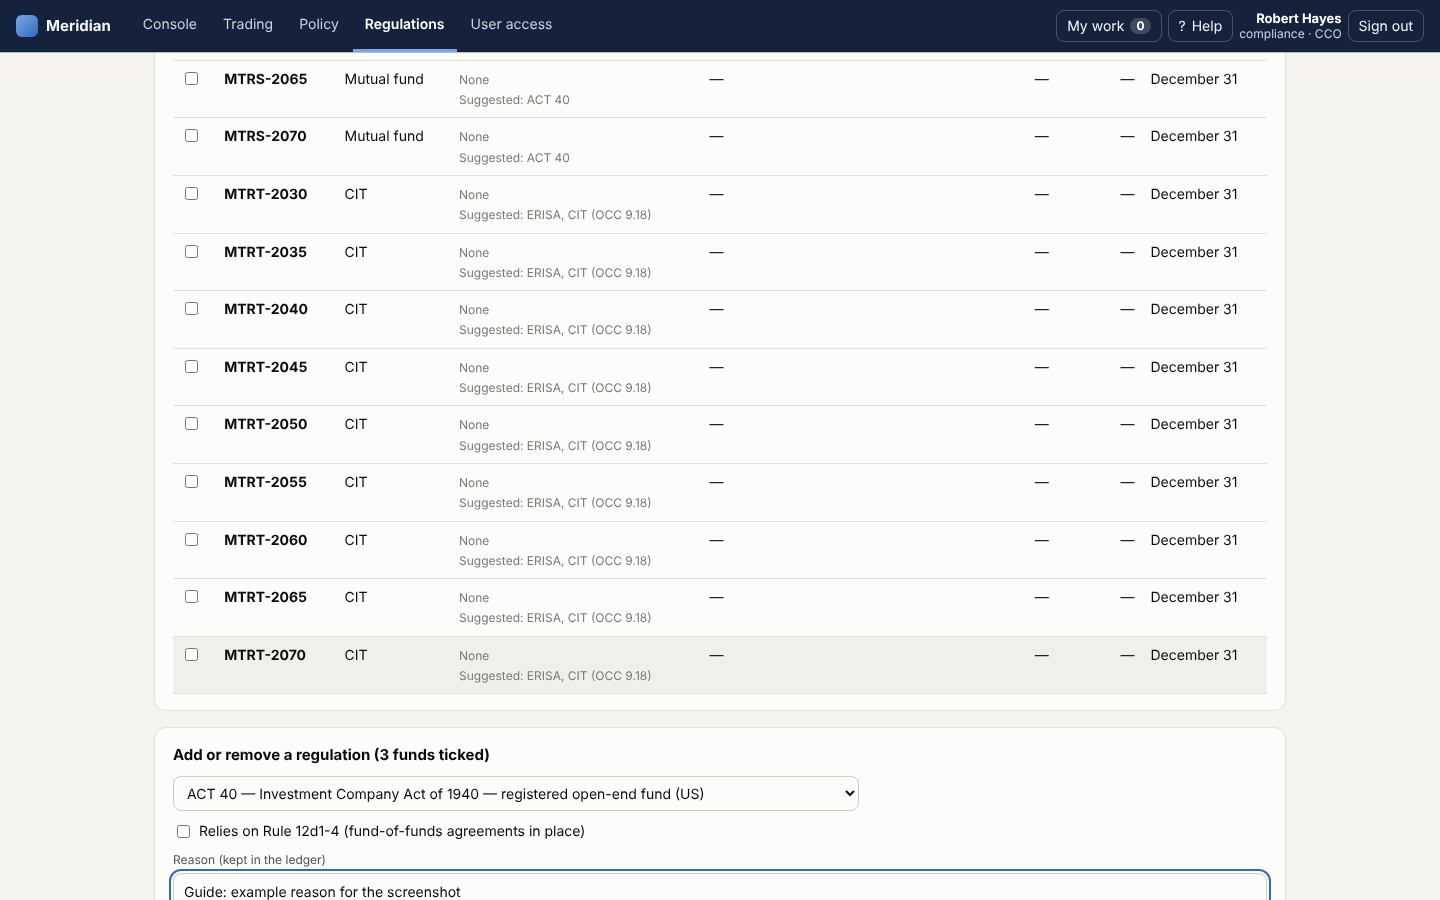 Meridian Console Trading Policy Regulations User access My work 0 ? Help Robert Hayes Sign out
compliance · CCO
MTRS-2065 Mutual fund None — — — December 31
Suggested: ACT 40
MTRS-2070 Mutual fund None — — — December 31
Suggested: ACT 40
MTRT-2030 CIT None — — — December 31
Suggested: ERISA, CIT (OCC 9.18)
MTRT-2035 CIT None — — — December 31
Suggested: ERISA, CIT (OCC 9.18)
MTRT-2040 CIT None — — — December 31
Suggested: ERISA, CIT (OCC 9.18)
MTRT-2045 CIT None — — — December 31
Suggested: ERISA, CIT (OCC 9.18)
MTRT-2050 CIT None — — — December 31
Suggested: ERISA, CIT (OCC 9.18)
MTRT-2055 CIT None — — — December 31
Suggested: ERISA, CIT (OCC 9.18)
MTRT-2060 CIT None — — — December 31
Suggested: ERISA, CIT (OCC 9.18)
MTRT-2065 CIT None — — — December 31
Suggested: ERISA, CIT (OCC 9.18)
MTRT-2070 CIT None — — — December 31
Suggested: ERISA, CIT (OCC 9.18)
Add or remove a regulation (3 funds ticked)
ACT 40 — Investment Company Act of 1940 — registered open-end fund (US)
Relies on Rule 12d1-4 (fund-of-funds agreements in place)
Reason (kept in the ledger)
Guide: example reason for the screenshot